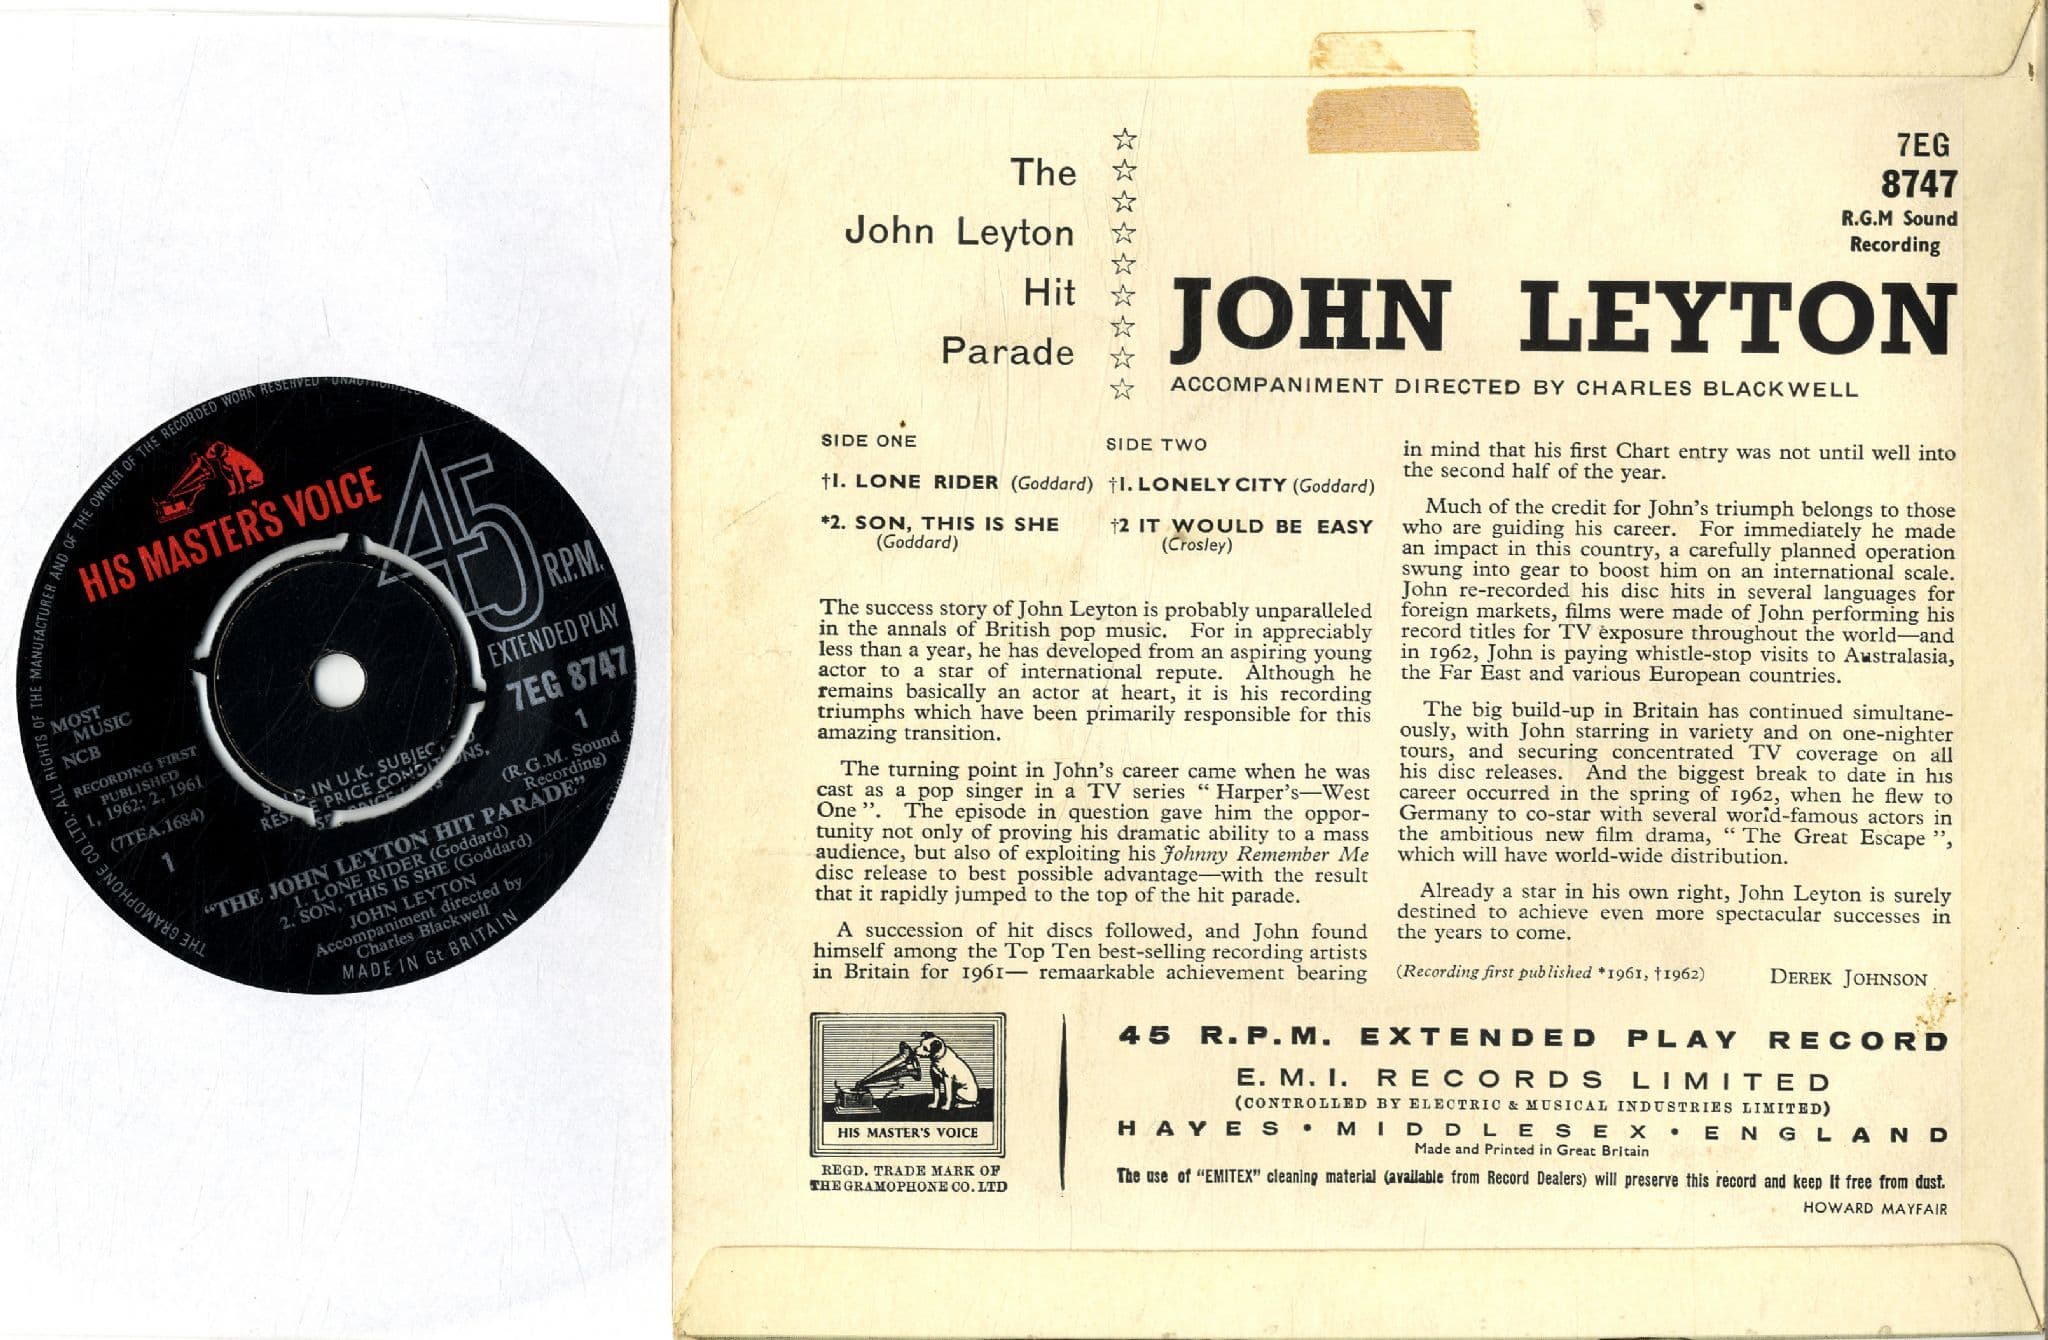 ALL RIGHTS OF THE MANUFACTURER AND OF THE OWNER OF THE RECORDED WORK RESERVED
THE GRAMOPHONE CO. LTD.
HIS MASTER'S VOICE
45 R.P.M.
EXTENDED PLAY
7EG 8747
1
(R.G.M. Sound
Recording)
MOST
MUSIC
NCB
RECORDING FIRST
PUBLISHED
1, 1962; 2, 1961
(7TEA.1684)
1
IN U.K. SUBJECT
PRICE CONDITIONS,
"THE JOHN LEYTON HIT PARADE"
1. LONE RIDER (Goddard)
2. SON, THIS IS SHE (Goddard)
JOHN LEYTON
Accompaniment directed by
Charles Blackwell
MADE IN Gt BRITAIN
The
John Leyton
Hit
Parade
7EG
8747
R.G.M Sound
Recording
JOHN LEYTON
ACCOMPANIMENT DIRECTED BY CHARLES BLACKWELL
SIDE ONE
†1. LONE RIDER (Goddard)
*2. SON, THIS IS SHE
(Goddard)
SIDE TWO
†1. LONELY CITY (Goddard)
†2 IT WOULD BE EASY
(Crosley)
The success story of John Leyton is probably unparalleled
in the annals of British pop music. For in appreciably
less than a year, he has developed from an aspiring young
actor to a star of international repute. Although he
remains basically an actor at heart, it is his recording
triumphs which have been primarily responsible for this
amazing transition.
The turning point in John's career came when he was
cast as a pop singer in a TV series " Harper's—West
One ". The episode in question gave him the oppor-
tunity not only of proving his dramatic ability to a mass
audience, but also of exploiting his Johnny Remember Me
disc release to best possible advantage—with the result
that it rapidly jumped to the top of the hit parade.
A succession of hit discs followed, and John found
himself among the Top Ten best-selling recording artists
in Britain for 1961— remaarkable achievement bearing
in mind that his first Chart entry was not until well into
the second half of the year.
Much of the credit for John's triumph belongs to those
who are guiding his career. For immediately he made
an impact in this country, a carefully planned operation
swung into gear to boost him on an international scale.
John re-recorded his disc hits in several languages for
foreign markets, films were made of John performing his
record titles for TV exposure throughout the world—and
in 1962, John is paying whistle-stop visits to Australasia,
the Far East and various European countries.
The big build-up in Britain has continued simultane-
ously, with John starring in variety and on one-nighter
tours, and securing concentrated TV coverage on all
his disc releases. And the biggest break to date in his
career occurred in the spring of 1962, when he flew to
Germany to co-star with several world-famous actors in
the ambitious new film drama, " The Great Escape ",
which will have world-wide distribution.
Already a star in his own right, John Leyton is surely
destined to achieve even more spectacular successes in
the years to come.
(Recording first published *1961, †1962)
DEREK JOHNSON
HIS MASTER'S VOICE
REGD. TRADE MARK OF
THE GRAMOPHONE CO. LTD
45 R.P.M. EXTENDED PLAY RECORD
E.M.I. RECORDS LIMITED
(CONTROLLED BY ELECTRIC & MUSICAL INDUSTRIES LIMITED)
HAYES • MIDDLESEX • ENGLAND
Made and Printed in Great Britain
The use of "EMITEX" cleaning material (available from Record Dealers) will preserve this record and keep it free from dust.
HOWARD MAYFAIR